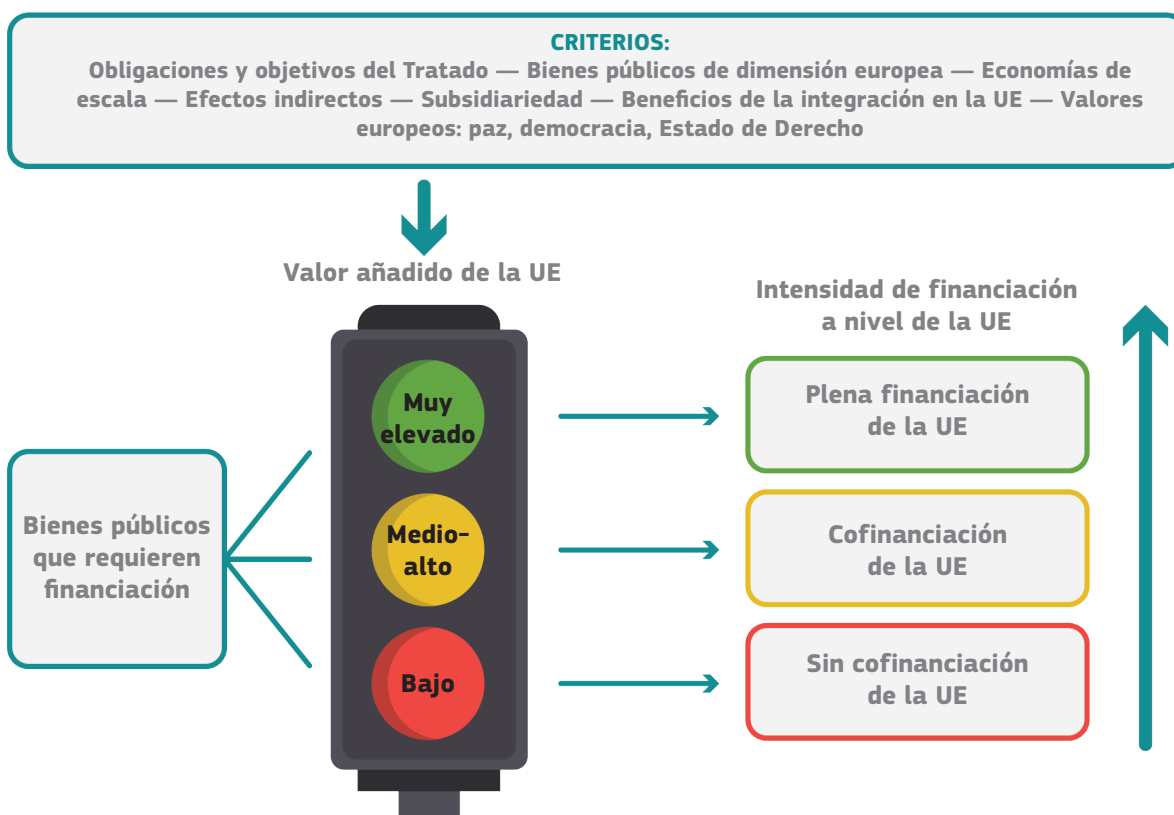 CRITERIOS:
Obligaciones y objetivos del Tratado — Bienes públicos de dimensión europea — Economías de
escala — Efectos indirectos — Subsidiariedad — Beneficios de la integración en la UE — Valores
europeos: paz, democracia, Estado de Derecho
Valor añadido de la UE
Intensidad de financiación
a nivel de la UE
Bienes públicos
que requieren
financiación
Muy
elevado
Plena financiación
de la UE
Medio-
alto
Cofinanciación
de la UE
Bajo
Sin cofinanciación
de la UE